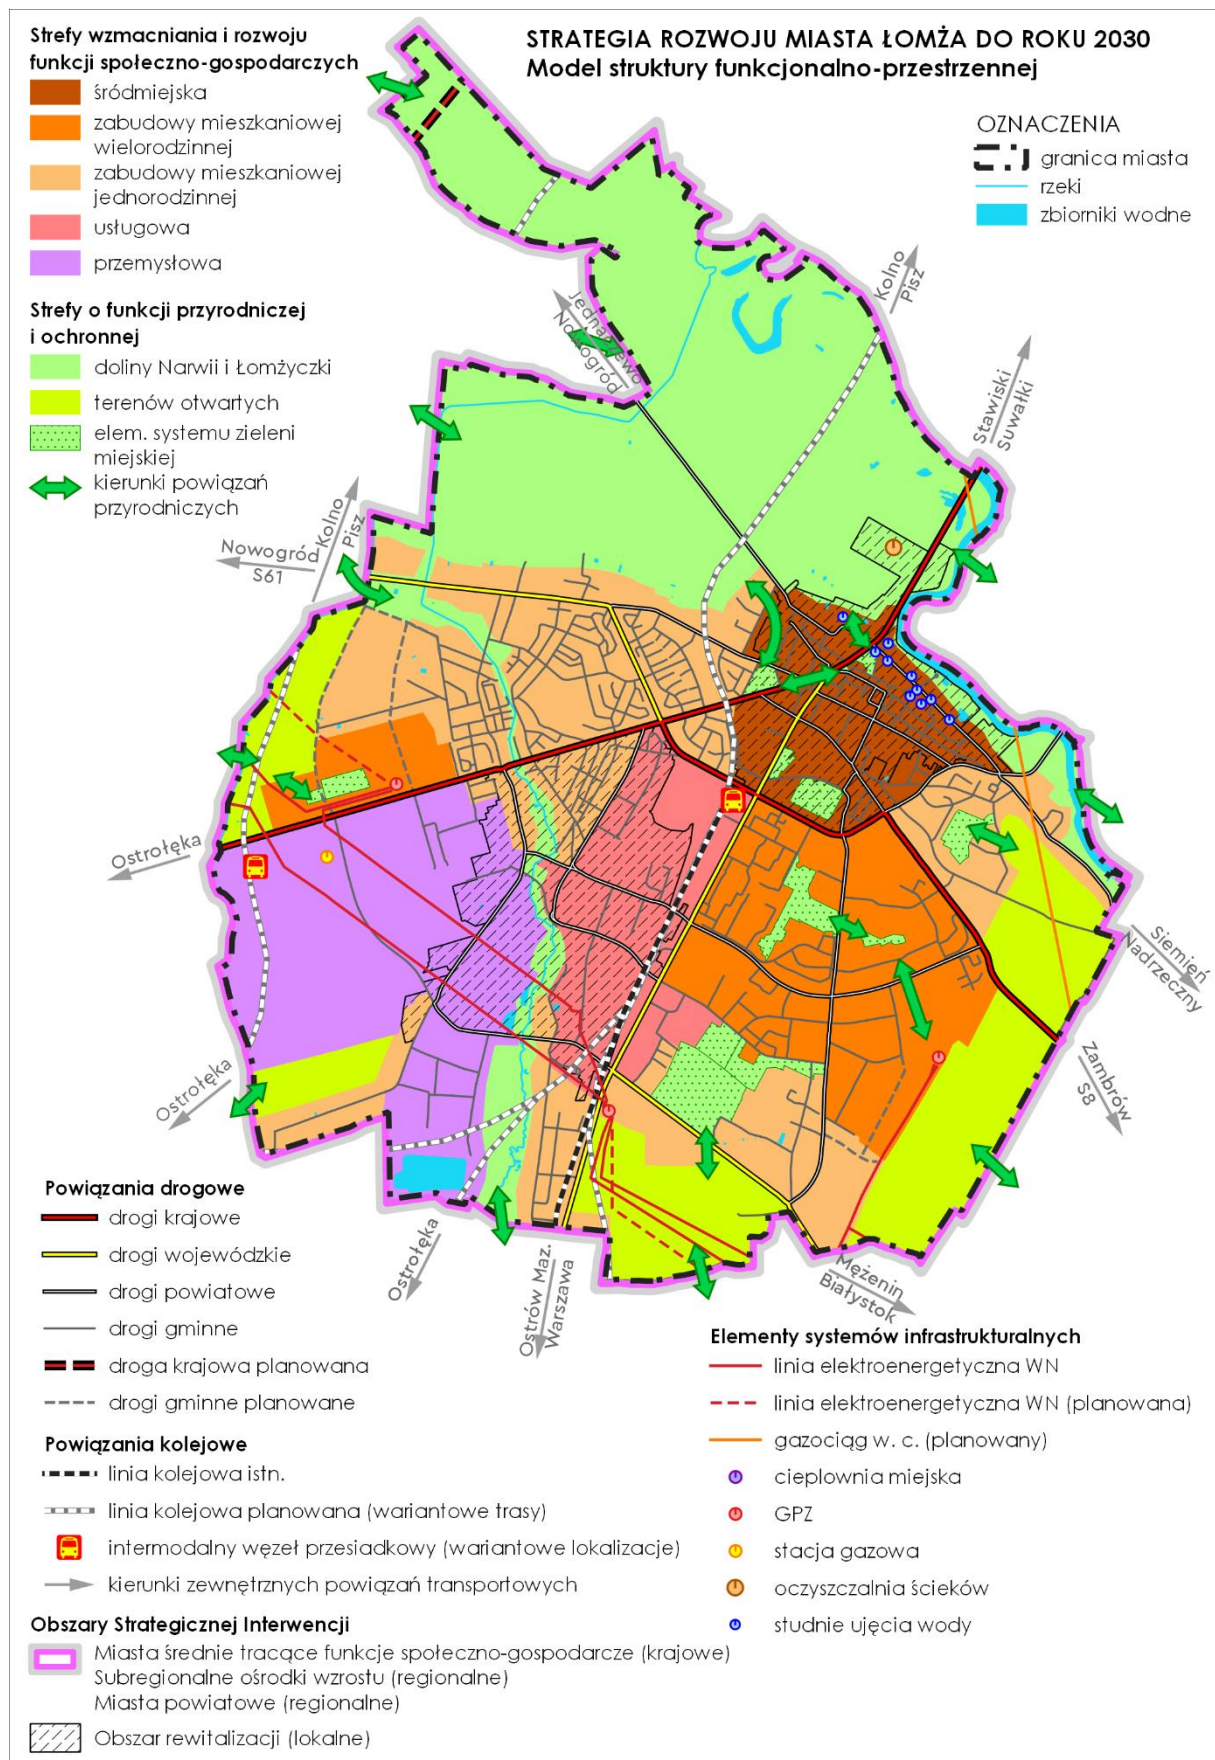 STRATEGIA ROZWOJU MIASTA ŁOMŻA DO ROKU 2030
Model struktury funkcjonalno-przestrzennej
Strefy wzmacniania i rozwoju
funkcji społeczno-gospodarczych
śródmiejska
zabudowy mieszkaniowej
wielorodzinnej
zabudowy mieszkaniowej
jednorodzinnej
usługowa
przemysłowa
Strefy o funkcji przyrodniczej
i ochronnej
doliny Narwii i Łomżyczki
terenów otwartych
elem. systemu zieleni
miejskiej
kierunki powiązań
przyrodniczych
OZNACZENIA
granica miasta
rzeki
zbiorniki wodne
Kolno
Pisz
Jednaczewo
Nowogród
Stawiski
Suwałki
Kolno
Pisz
Nowogród
S61
Ostrołęka
Siemień
Nadrzeczny
Zambrów
S8
Ostrołęka
Ostrołęka
Ostrów Maz.
Warszawa
Mężenin
Białystok
Powiązania drogowe
drogi krajowe
drogi wojewódzkie
drogi powiatowe
drogi gminne
droga krajowa planowana
drogi gminne planowane
Powiązania kolejowe
linia kolejowa istn.
linia kolejowa planowana (wariantowe trasy)
intermodalny węzeł przesiadkowy (wariantowe lokalizacje)
kierunki zewnętrznych powiązań transportowych
Obszary Strategicznej Interwencji
Miasta średnie tracące funkcje społeczno-gospodarcze (krajowe)
Subregionalne ośrodki wzrostu (regionalne)
Miasta powiatowe (regionalne)
Obszar rewitalizacji (lokalne)
Elementy systemów infrastrukturalnych
linia elektroenergetyczna WN
linia elektroenergetyczna WN (planowana)
gazociąg w. c. (planowany)
ciepłownia miejska
GPZ
stacja gazowa
oczyszczalnia ścieków
studnie ujęcia wody